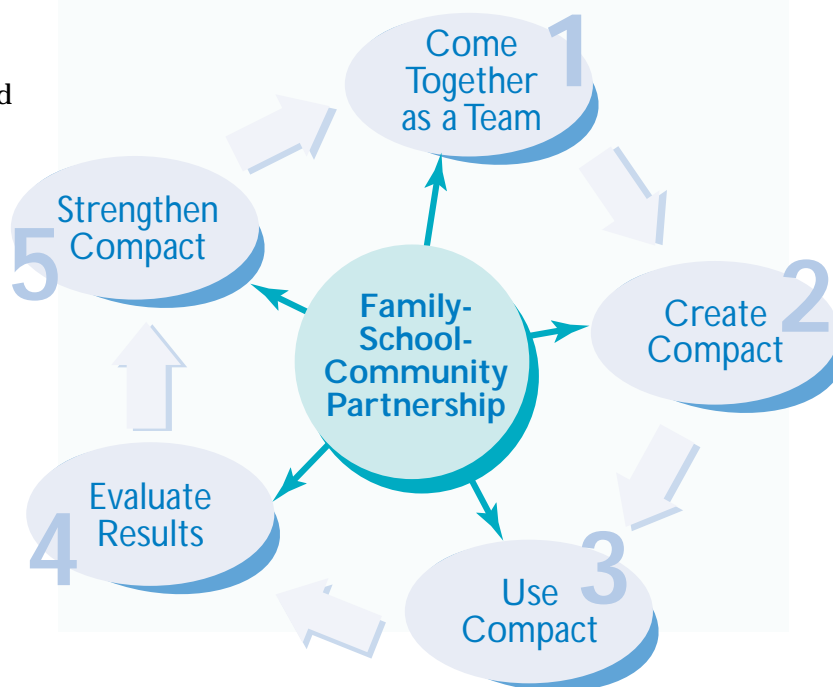 d
1
Come
Together
as a Team
2
Create
Compact
3
Use
Compact
4
Evaluate
Results
5
Strengthen
Compact
Family-
School-
Community
Partnership